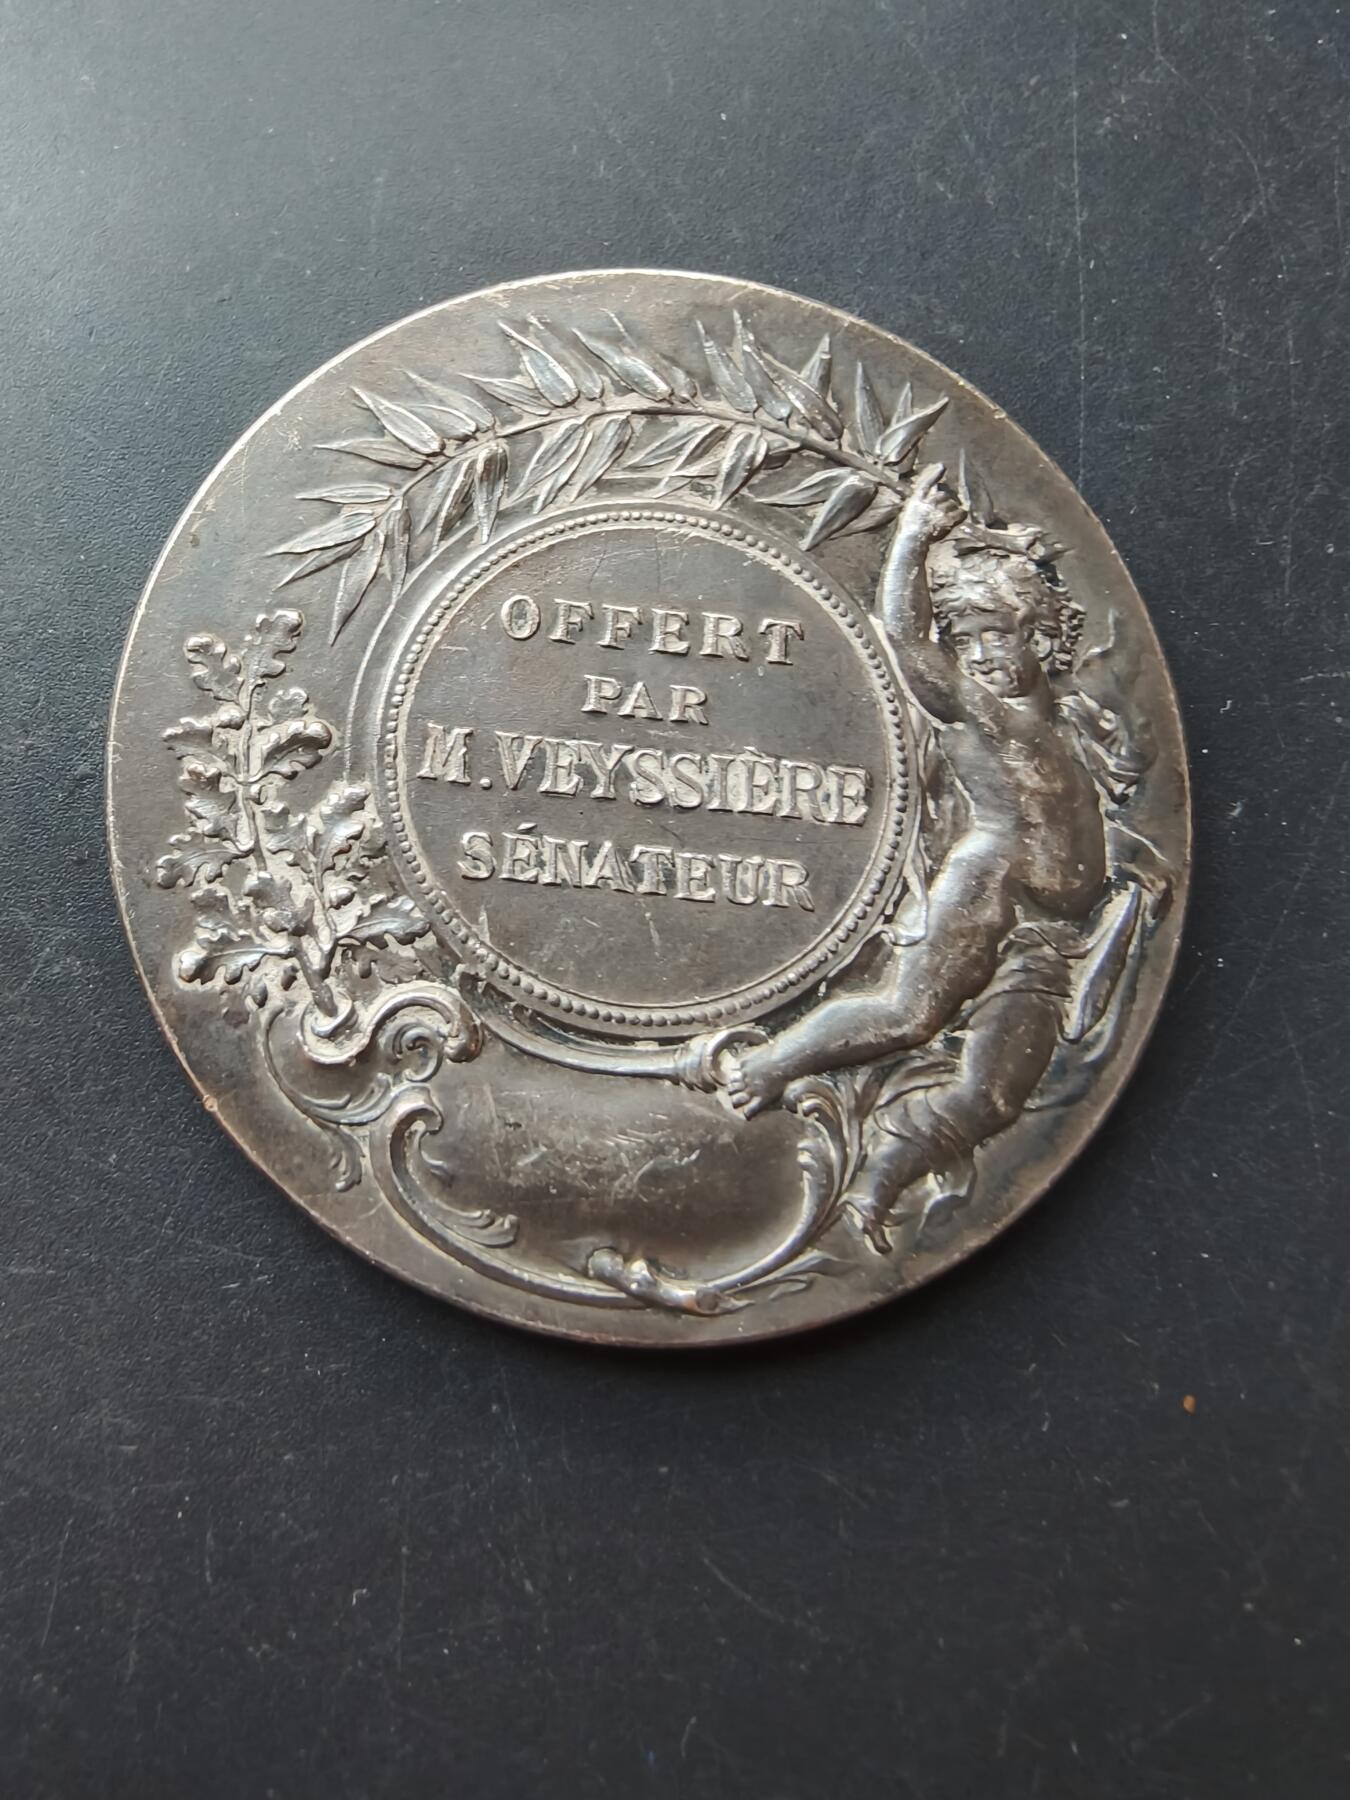 OFFERT
PAR
M. VEYSSIÈRE
SÉNATEUR